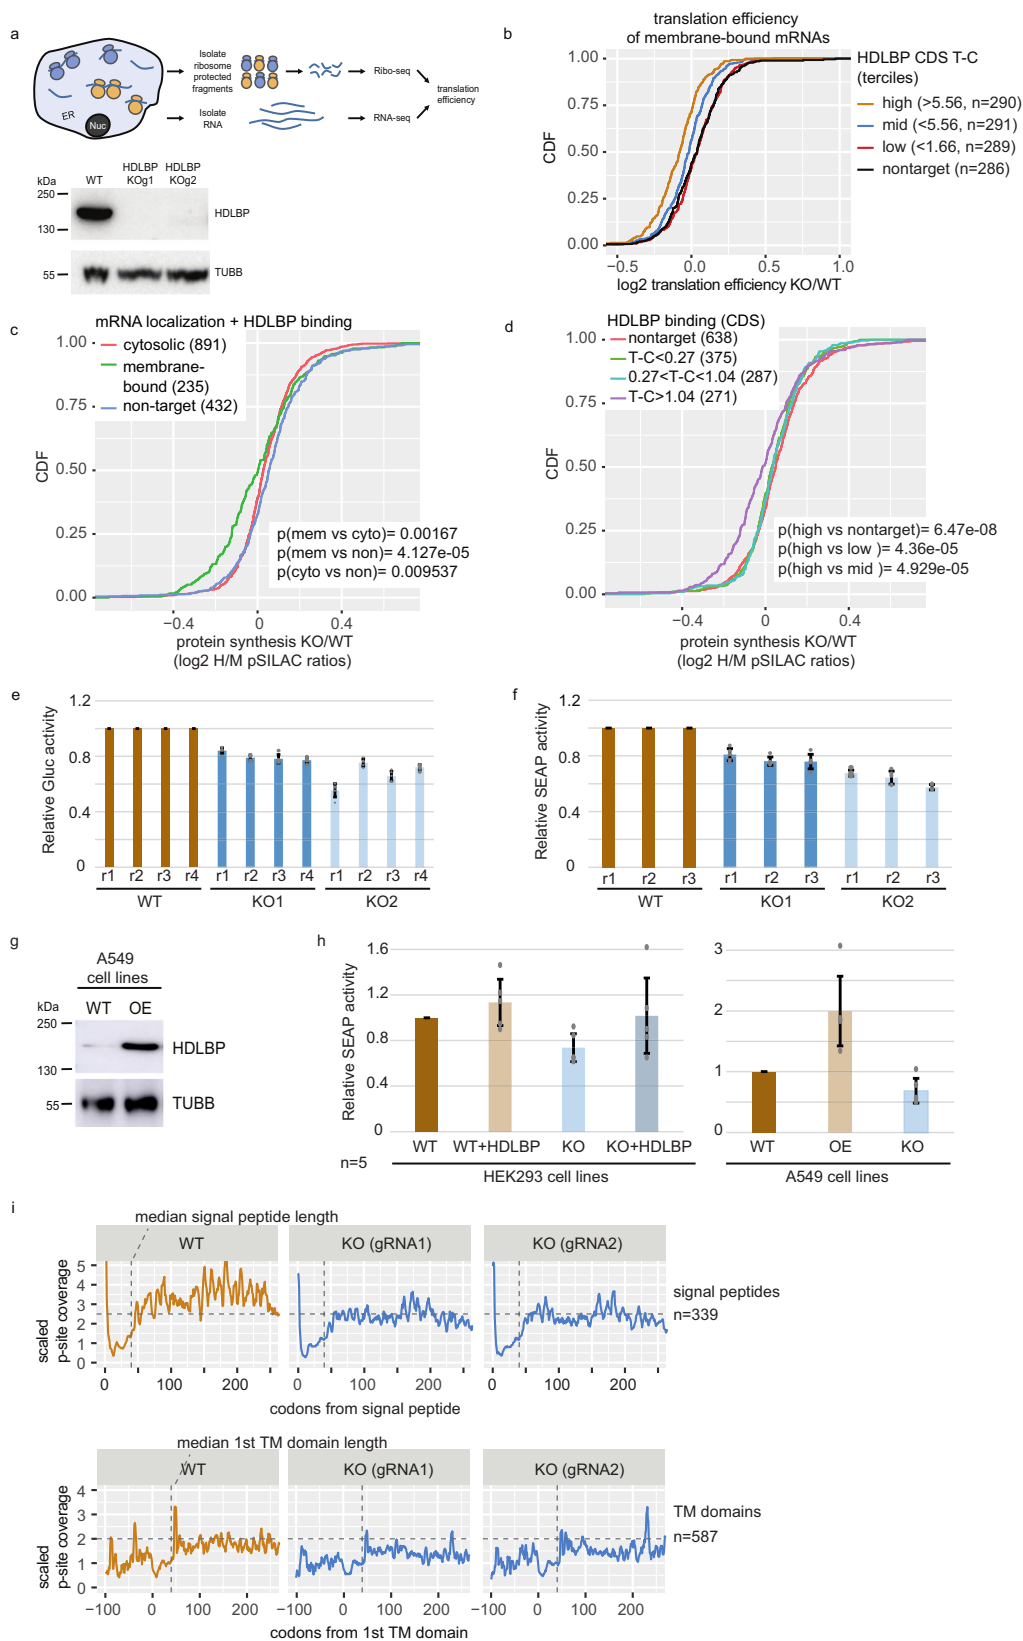 a
Isolate
ribosome
protected
fragments
Ribo-seq
translation
efficiency
ER
Nuc
Isolate
RNA
RNA-seq
kDa
WT
HDLBP
KOg1
HDLBP
KOg2
250
130
HDLBP
55
TUBB
b
translation efficiency
of membrane-bound mRNAs
CDF
1.00
0.75
0.50
0.25
0.00
−0.5
0.0
0.5
1.0
log2 translation efficiency KO/WT
HDLBP CDS T-C
(terciles)
high (>5.56, n=290)
mid (<5.56, n=291)
low (<1.66, n=289)
nontarget (n=286)
c
mRNA localization + HDLBP binding
cytosolic (891)
membrane-
bound (235)
non-target (432)
CDF
1.00
0.75
0.50
0.25
0.00
p(mem vs cyto)= 0.00167
p(mem vs non)= 4.127e-05
p(cyto vs non)= 0.009537
−0.4
0
0.4
protein synthesis KO/WT
(log2 H/M pSILAC ratios)
d
HDLBP binding (CDS)
nontarget (638)
T-C<0.27 (375)
0.27<T-C<1.04 (287)
T-C>1.04 (271)
CDF
1.00
0.75
0.50
0.25
0.00
p(high vs nontarget)= 6.47e-08
p(high vs low )= 4.36e-05
p(high vs mid )= 4.929e-05
−0.4
0
0.4
protein synthesis KO/WT
(log2 H/M pSILAC ratios)
e
Relative Gluc activity
1.2
0.8
0.4
0
r1 r2 r3 r4 r1 r2 r3 r4 r1 r2 r3 r4
WT KO1 KO2
f
Relative SEAP activity
1.2
0.8
0.4
0
r1 r2 r3 r1 r2 r3 r1 r2 r3
WT KO1 KO2
g
A549
cell lines
kDa
WT OE
250
130
HDLBP
55
TUBB
h
Relative SEAP activity
1.6
1.2
0.8
0.4
0
WT WT+HDLBP KO KO+HDLBP
n=5
HEK293 cell lines
3
2
1
0
WT OE KO
A549 cell lines
i
median signal peptide length
WT KO (gRNA1) KO (gRNA2)
scaled
p-site coverage
5
4
3
2
1
0
signal peptides
n=339
0 100 200 0 100 200 0 100 200
codons from signal peptide
median 1st TM domain length
WT KO (gRNA1) KO (gRNA2)
scaled
p-site coverage
4
3
2
1
0
TM domains
n=587
−100 0 100 200 −100 0 100 200 −100 0 100 200
codons from 1st TM domain